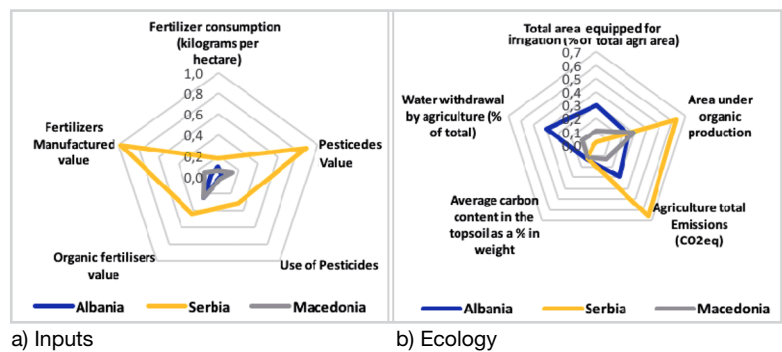 Fertilizer consumption
(kilograms per
hectare)
1,0
0,8
0,6
0,4
0,2
0,0
Pesticedes
Value
Use of Pesticides
Organic fertilisers
value
Fertilizers
Manufactured
value
Albania
Serbia
Macedonia
a) Inputs
Total area equipped for
irrigation (% of total agri area)
0,7
0,6
0,5
0,4
0,3
0,2
0,1
0,0
Area under
organic
production
Agriculture total
Emissions
(CO2eq)
Average carbon
content in the
topsoil as a % in
weight
Water withdrawal
by agriculture (%
of total)
Albania
Serbia
Macedonia
b) Ecology